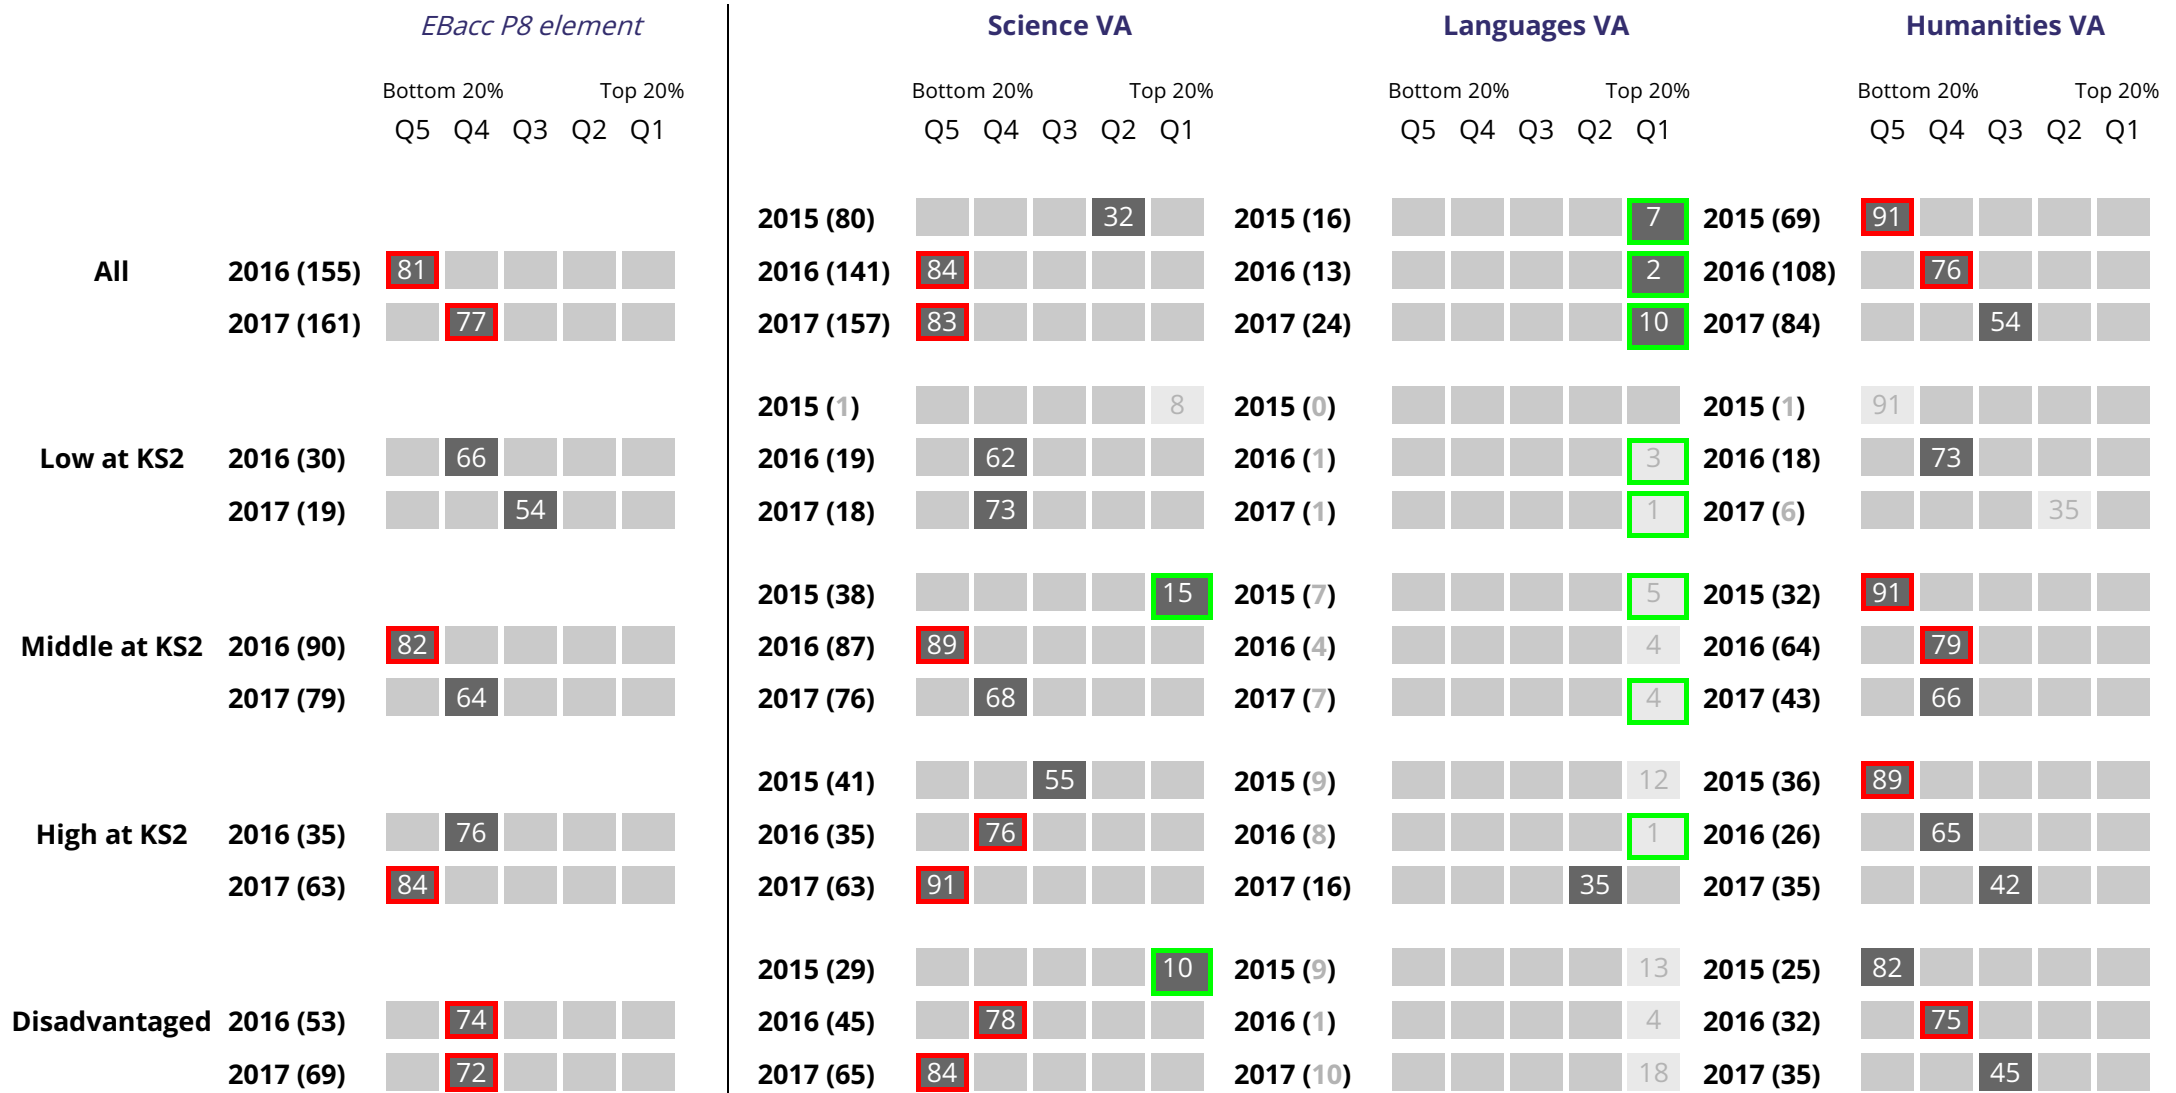 EBacc P8 element Science VA Languages VA Humanities VA
Bottom 20% Top 20% Bottom 20% Top 20% Bottom 20% Top 20% Bottom 20% Top 20%
Q5 Q4 Q3 Q2 Q1 Q5 Q4 Q3 Q2 Q1 Q5 Q4 Q3 Q2 Q1 Q5 Q4 Q3 Q2 Q1
2015 (80) 32 2015 (16) 7 2015 (69) 91
All 2016 (155) 81 2016 (141) 84 2016 (13) 2 2016 (108) 76
2017 (161) 77 2017 (157) 83 2017 (24) 10 2017 (84) 54
2015 (1) 8 2015 (0) 2015 (1) 91
Low at KS2 2016 (30) 66 2016 (19) 62 2016 (1) 3 2016 (18) 73
2017 (19) 54 2017 (18) 73 2017 (1) 1 2017 (6) 35
2015 (38) 15 2015 (7) 5 2015 (32) 91
Middle at KS2 2016 (90) 82 2016 (87) 89 2016 (4) 4 2016 (64) 79
2017 (79) 64 2017 (76) 68 2017 (7) 4 2017 (43) 66
2015 (41) 55 2015 (9) 12 2015 (36) 89
High at KS2 2016 (35) 76 2016 (35) 76 2016 (8) 1 2016 (26) 65
2017 (63) 84 2017 (63) 91 2017 (16) 35 2017 (35) 42
2015 (29) 10 2015 (9) 13 2015 (25) 82
Disadvantaged 2016 (53) 74 2016 (45) 78 2016 (1) 4 2016 (32) 75
2017 (69) 72 2017 (65) 84 2017 (10) 18 2017 (35) 45